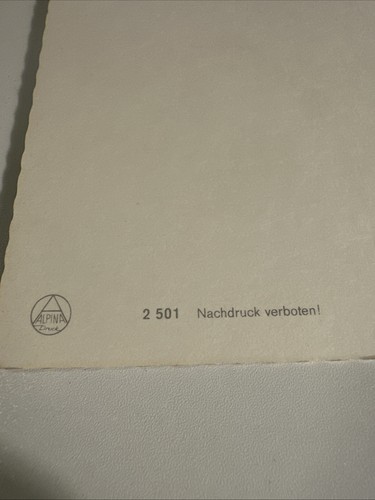 ALPINA
Druck
2 501 Nachdruck verboten!